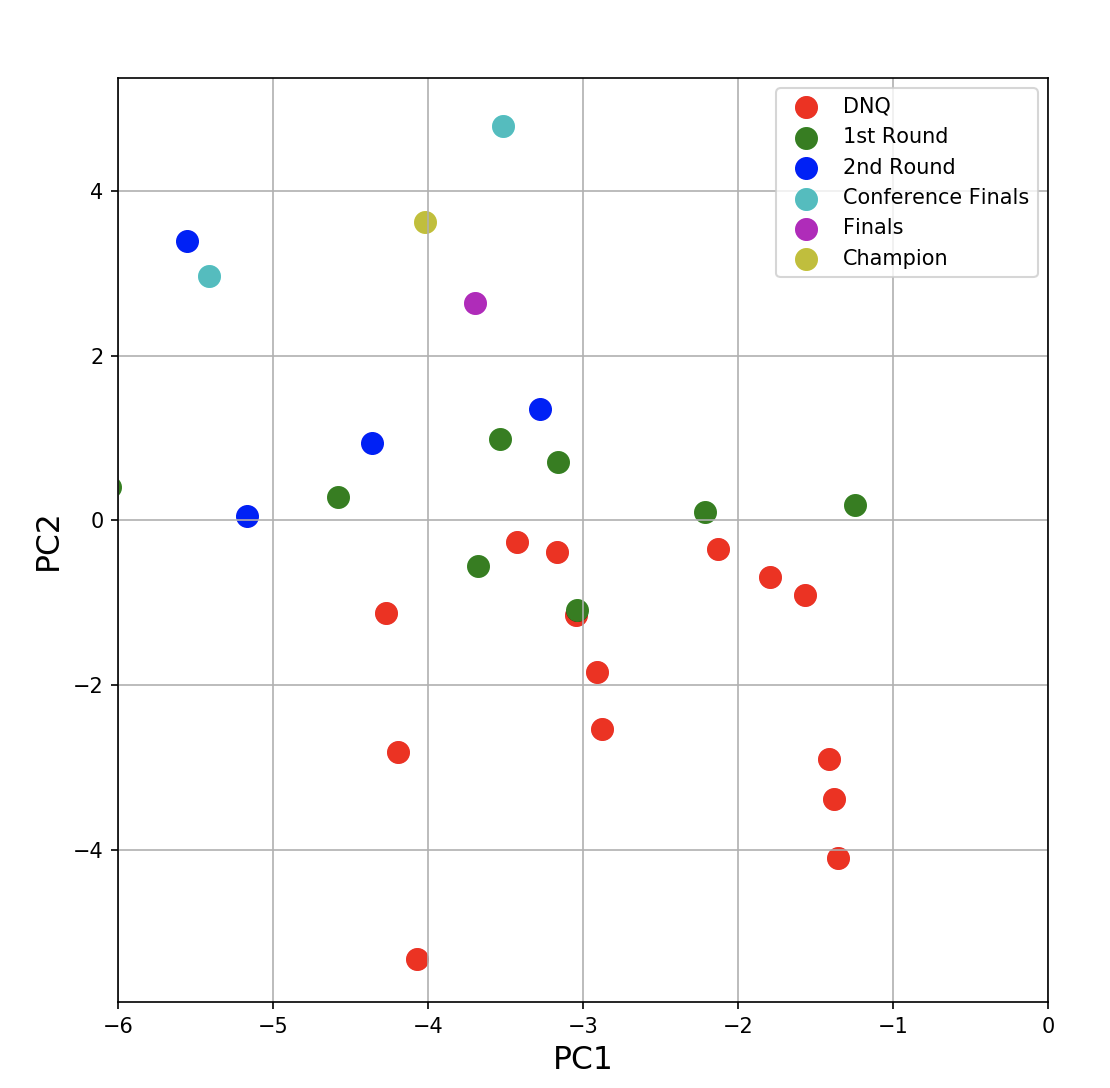 DNQ
1st Round
2nd Round
Conference Finals
Finals
Champion
4
2
0
−2
−4
PC2
−6 −5 −4 −3 −2 −1 0
PC1